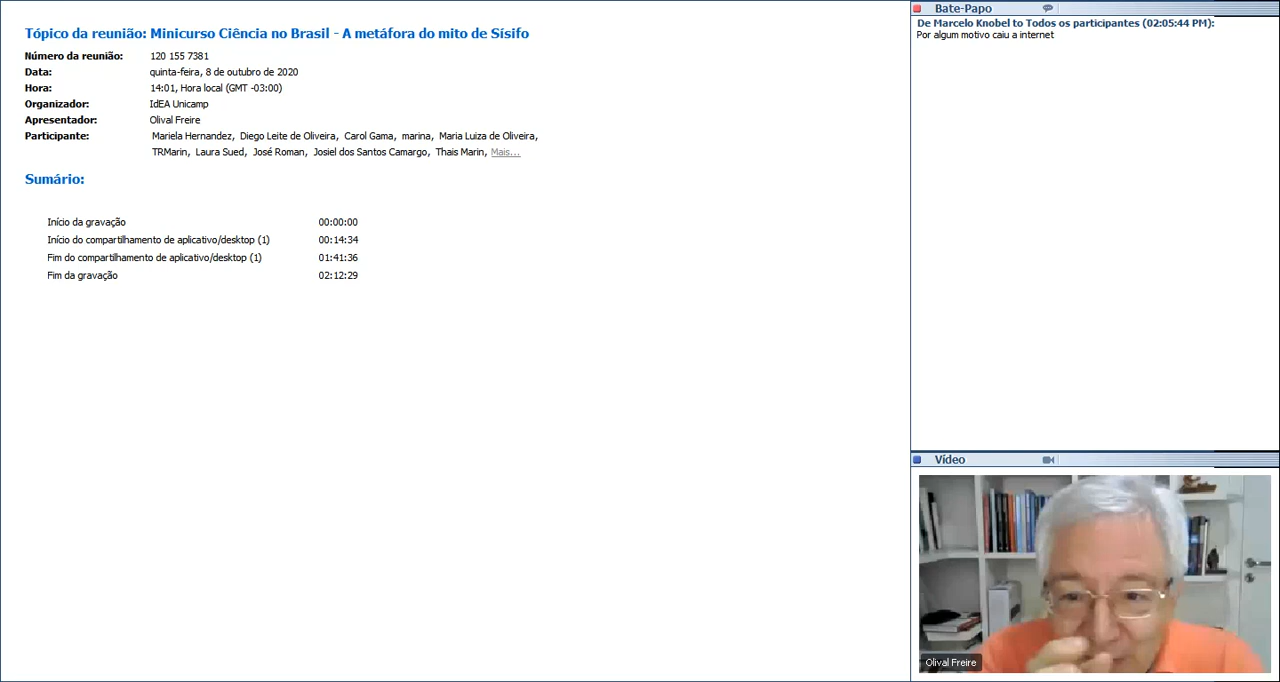 Tópico da reunião: Minicurso Ciência no Brasil - A metáfora do mito de Sísifo
Número da reunião: 120 155 7381
Data: quinta-feira, 8 de outubro de 2020
Hora: 14:01, Hora local (GMT -03:00)
Organizador: IdEA Unicamp
Apresentador: Olival Freire
Participante: Mariela Hernandez, Diego Leite de Oliveira, Carol Gama, marina, Maria Luiza de Oliveira,
TRMarin, Laura Sued, José Roman, Josiel dos Santos Camargo, Thais Marin, Mais...
Sumário:
Início da gravação 00:00:00
Início do compartilhamento de aplicativo/desktop (1) 00:14:34
Fim do compartilhamento de aplicativo/desktop (1) 01:41:36
Fim da gravação 02:12:29
Bate-Papo
De Marcelo Knobel to Todos os participantes (02:05:44 PM):
Por algum motivo caiu a internet
Vídeo
Olival Freire